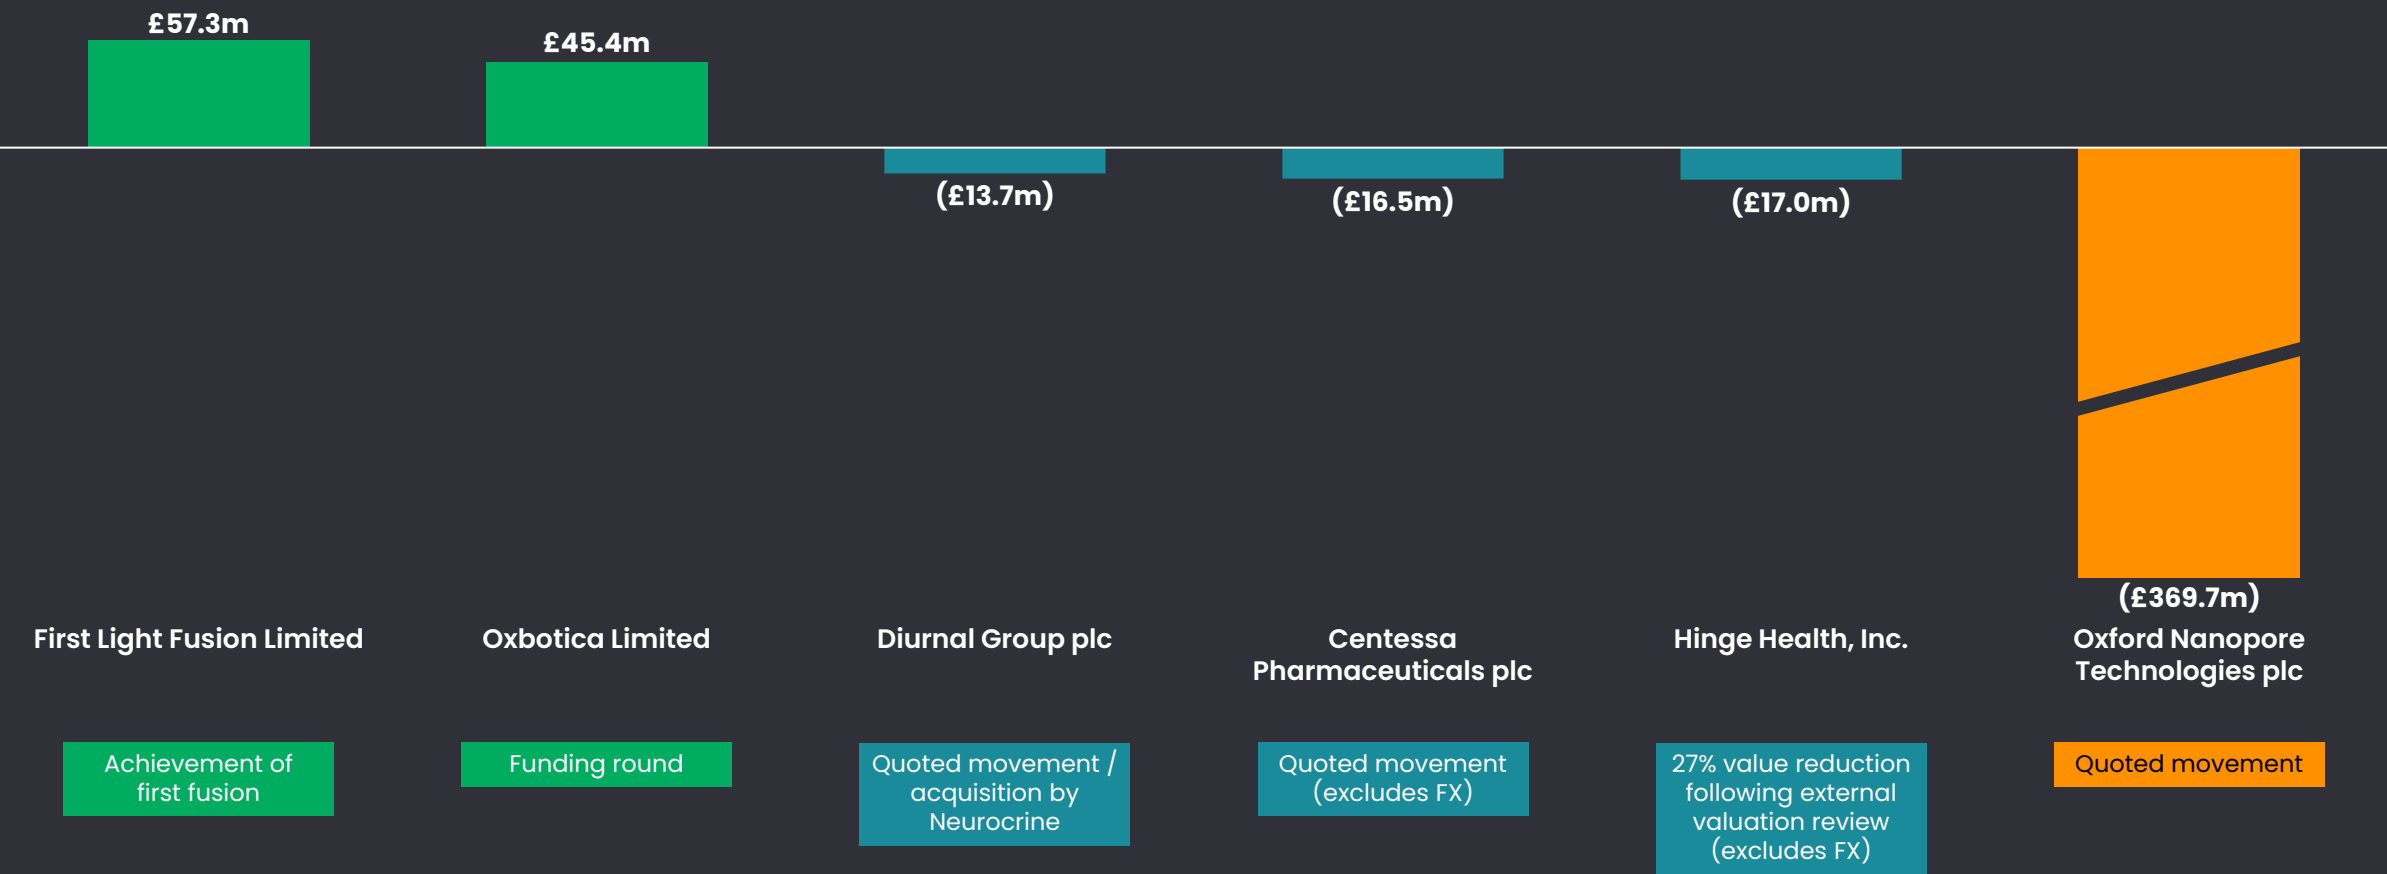 £57.3m
£45.4m
(£13.7m)
(£16.5m)
(£17.0m)
(£369.7m)
First Light Fusion Limited
Oxbotica Limited
Diurnal Group plc
Centessa
Pharmaceuticals plc
Hinge Health, Inc.
Oxford Nanopore
Technologies plc
Achievement of
first fusion
Funding round
Quoted movement /
acquisition by
Neurocrine
Quoted movement
(excludes FX)
27% value reduction
following external
valuation review
(excludes FX)
Quoted movement